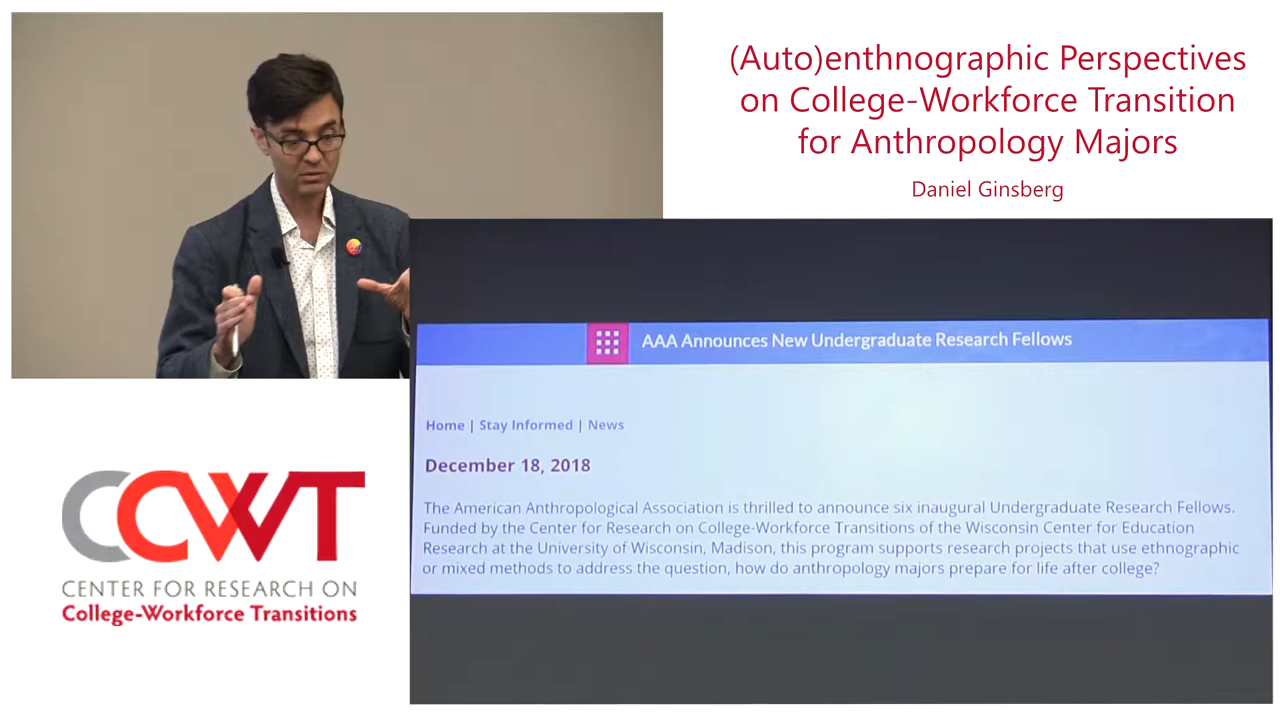 (Auto)enthnographic Perspectives
on College-Workforce Transition
for Anthropology Majors
Daniel Ginsberg
AAA Announces New Undergraduate Research Fellows
Home | Stay Informed | News
December 18, 2018
The American Anthropological Association is thrilled to announce six inaugural Undergraduate Research Fellows.
Funded by the Center for Research on College-Workforce Transitions of the Wisconsin Center for Education
Research at the University of Wisconsin, Madison, this program supports research projects that use ethnographic
or mixed methods to address the question, how do anthropology majors prepare for life after college?
CCWT
CENTER FOR RESEARCH ON
College-Workforce Transitions